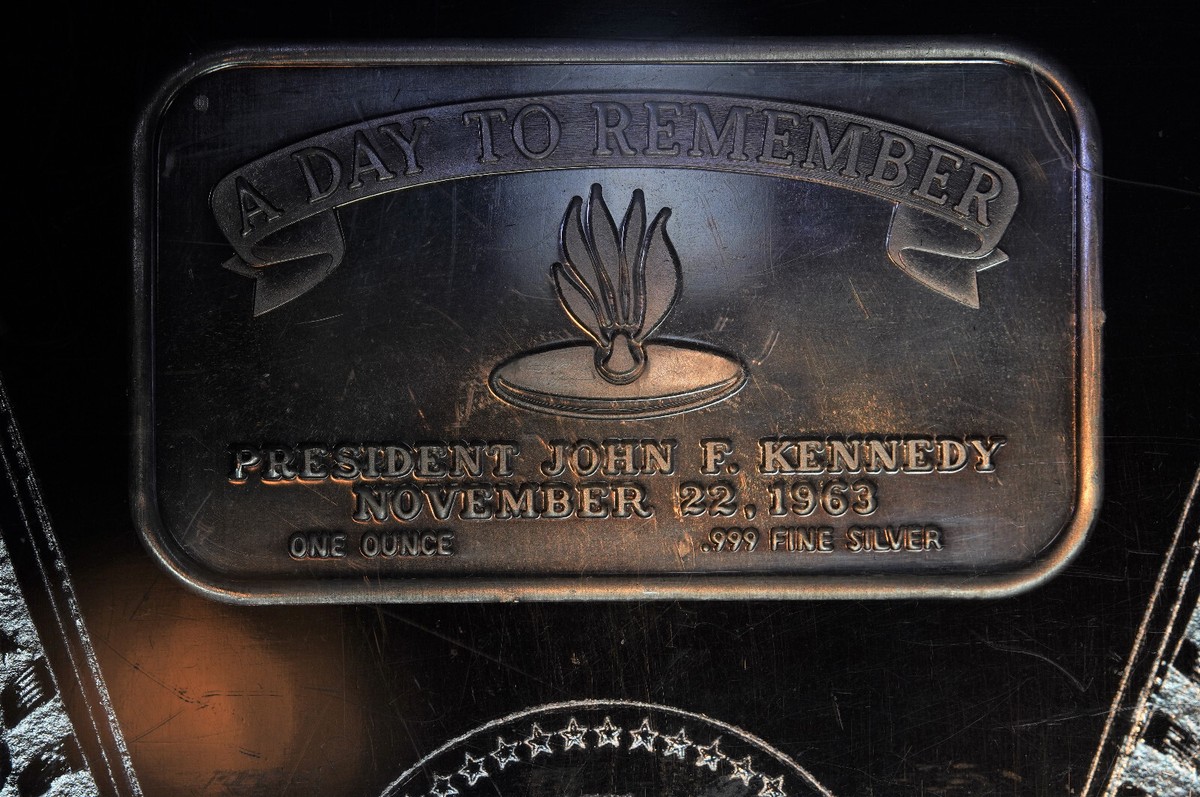 A DAY TO REMEMBER
PRESIDENT JOHN F. KENNEDY
NOVEMBER 22, 1963
ONE OUNCE .999 FINE SILVER